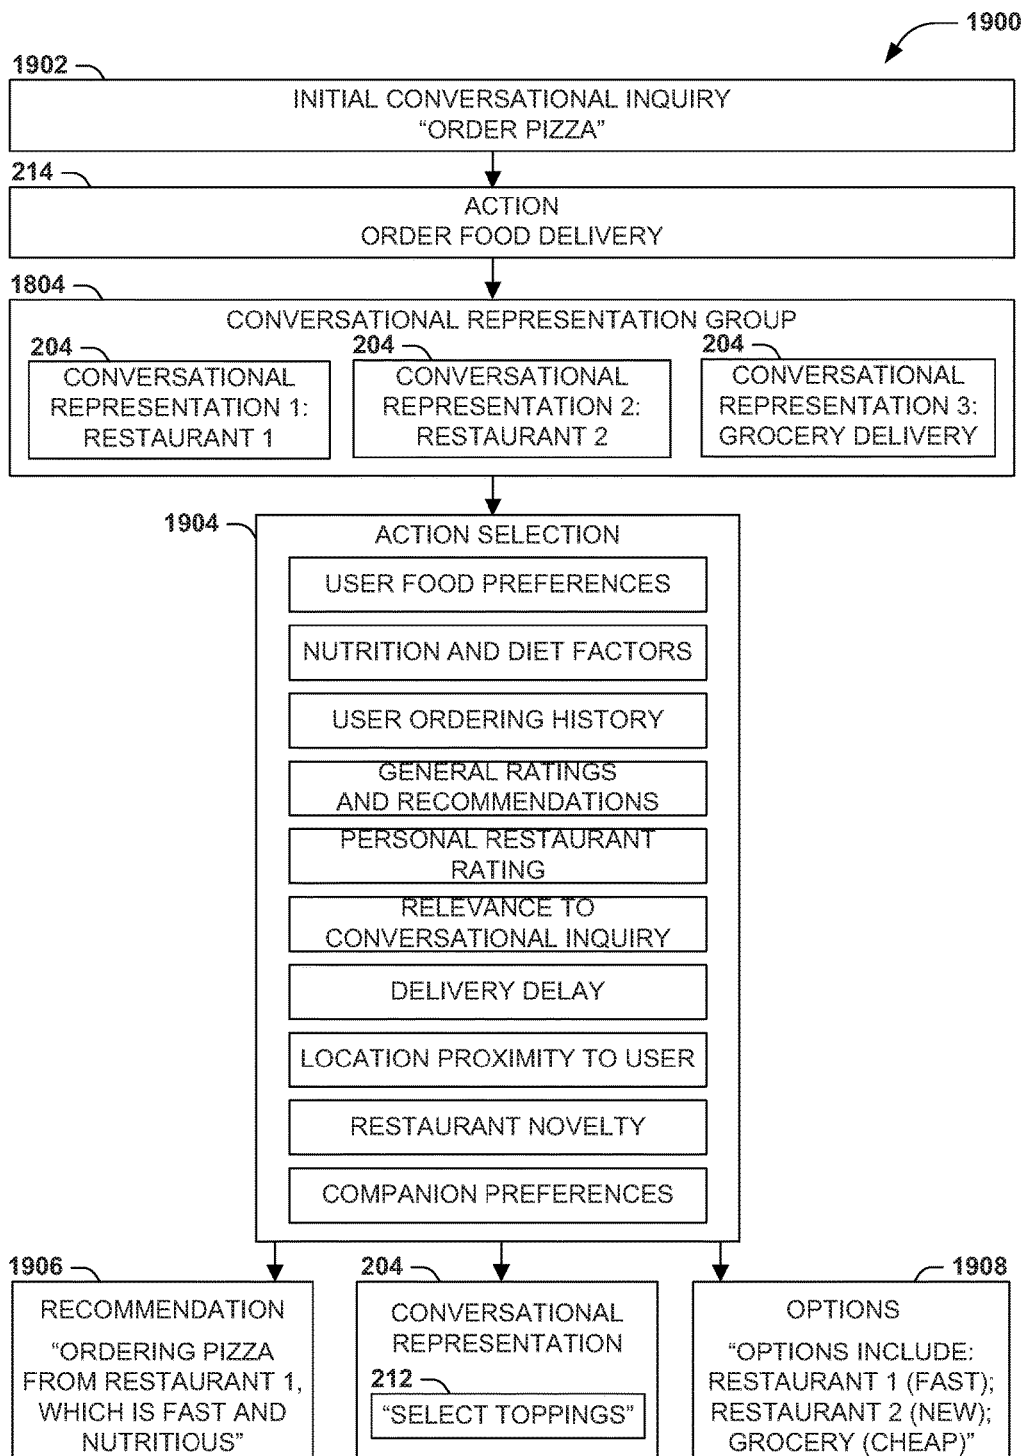 1900
1902
INITIAL CONVERSATIONAL INQUIRY
“ORDER PIZZA”
214
ACTION
ORDER FOOD DELIVERY
1804
CONVERSATIONAL REPRESENTATION GROUP
204
CONVERSATIONAL
REPRESENTATION 1:
RESTAURANT 1
204
CONVERSATIONAL
REPRESENTATION 2:
RESTAURANT 2
204
CONVERSATIONAL
REPRESENTATION 3:
GROCERY DELIVERY
1904
ACTION SELECTION
USER FOOD PREFERENCES
NUTRITION AND DIET FACTORS
USER ORDERING HISTORY
GENERAL RATINGS
AND RECOMMENDATIONS
PERSONAL RESTAURANT
RATING
RELEVANCE TO
CONVERSATIONAL INQUIRY
DELIVERY DELAY
LOCATION PROXIMITY TO USER
RESTAURANT NOVELTY
COMPANION PREFERENCES
1906
RECOMMENDATION
“ORDERING PIZZA
FROM RESTAURANT 1,
WHICH IS FAST AND
NUTRITIOUS”
204
CONVERSATIONAL
REPRESENTATION
212
“SELECT TOPPINGS”
1908
OPTIONS
“OPTIONS INCLUDE:
RESTAURANT 1 (FAST);
RESTAURANT 2 (NEW);
GROCERY (CHEAP)”